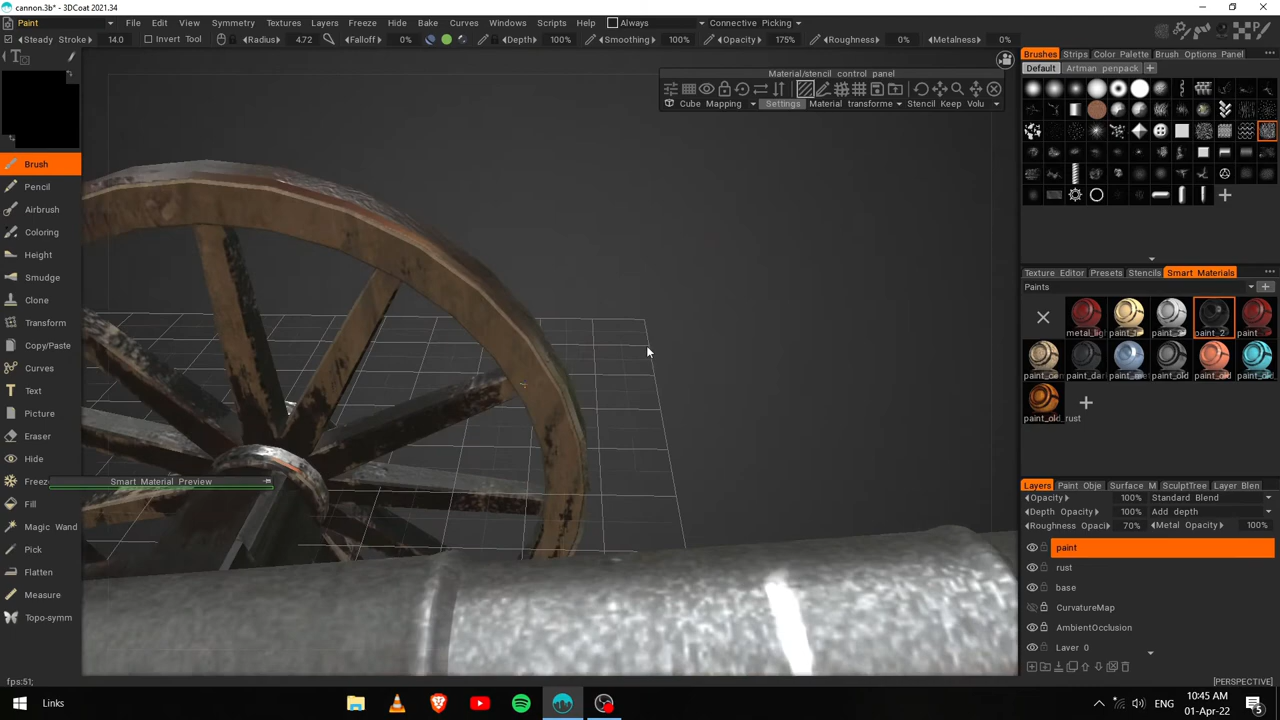 cannon.3b* - 3DCoat 2021.34
Paint File Edit Symmetry Textures Layers Freeze Hide Bake Curves Windows Scripts Help Always Connective Picking
Steady Stroke 14.0 Invert Tool Radius 4.72 Falloff 0% Depth 100% Smoothing 100% Opacity 175% Roughness 0% Metalness 0%
Brushes Strips Color Palette Brush Options Panel
Default Artman penpack
Material/stencil control panel
Cube Mapping Settings Material transforme Stencil Keep Volu
Brush
Pencil
Airbrush
Coloring
Height
Smudge
Clone
Transform
Copy/Paste
Curves
Text
Picture
Eraser
Hide
Freeze
Fill
Magic Wand
Pick
Flatten
Measure
Topo-symm
Smart Material Preview
Texture Editor Presets Stencils Smart Materials
Paints
metal_lig paint_2 paint
paint_old paint_old
paint_old_rust
Layers Paint Obje Surface M SculptTree Layer Blen
Opacity 100% Standard Blend
Depth Opacity 100% Add depth
Roughness Opaci 70% Metal Opacity 100%
paint
rust
base
CurvatureMap
AmbientOcclusion
Layer 0
fps:51;
[PERSPECTIVE]
Links
ENG
10:45 AM
01-Apr-22
5